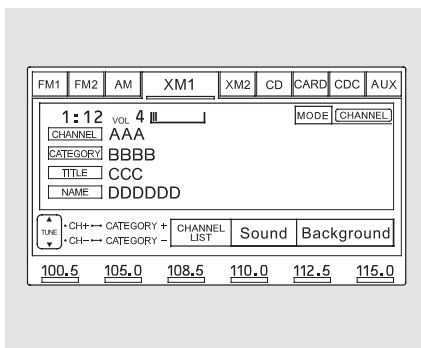 FM1 FM2 AM XM1 XM2 CD CARD CDC AUX
1:12 VOL 4 MODE CHANNEL
CHANNEL AAA
CATEGORY BBBB
TITLE CCC
NAME DDDDDD
TUNE
·CH+↔CATEGORY +
·CH−↔CATEGORY −
CHANNEL
LIST
Sound Background
100.5 105.0 108.5 110.0 112.5 115.0